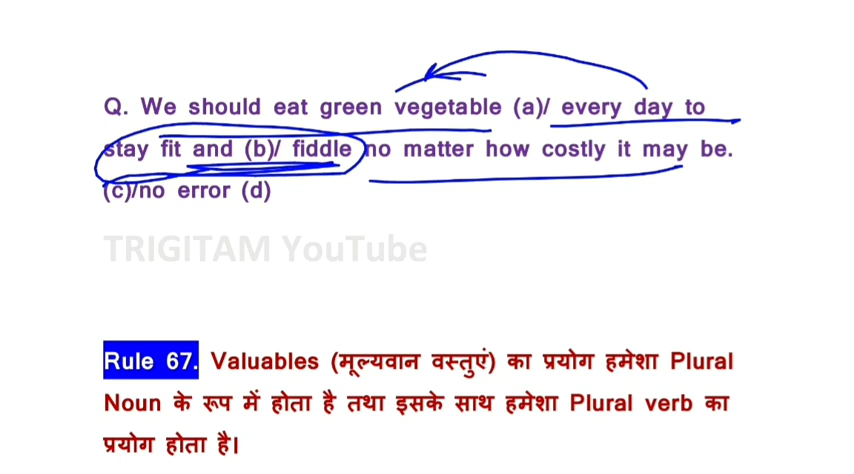 Q. We should eat green vegetable (a)/ every day to
stay fit and (b)/ fiddle no matter how costly it may be.
(c)/no error (d)
TRIGITAM YouTube
Rule 67. Valuables (मूल्यवान वस्तुएं) का प्रयोग हमेशा Plural
Noun के रूप में होता है तथा इसके साथ हमेशा Plural verb का
प्रयोग होता है।